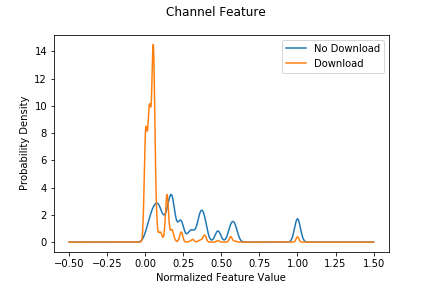 Channel Feature
No Download
Download
Probability Density
14
12
10
8
6
4
2
0
−0.50 −0.25 0.00 0.25 0.50 0.75 1.00 1.25 1.50
Normalized Feature Value